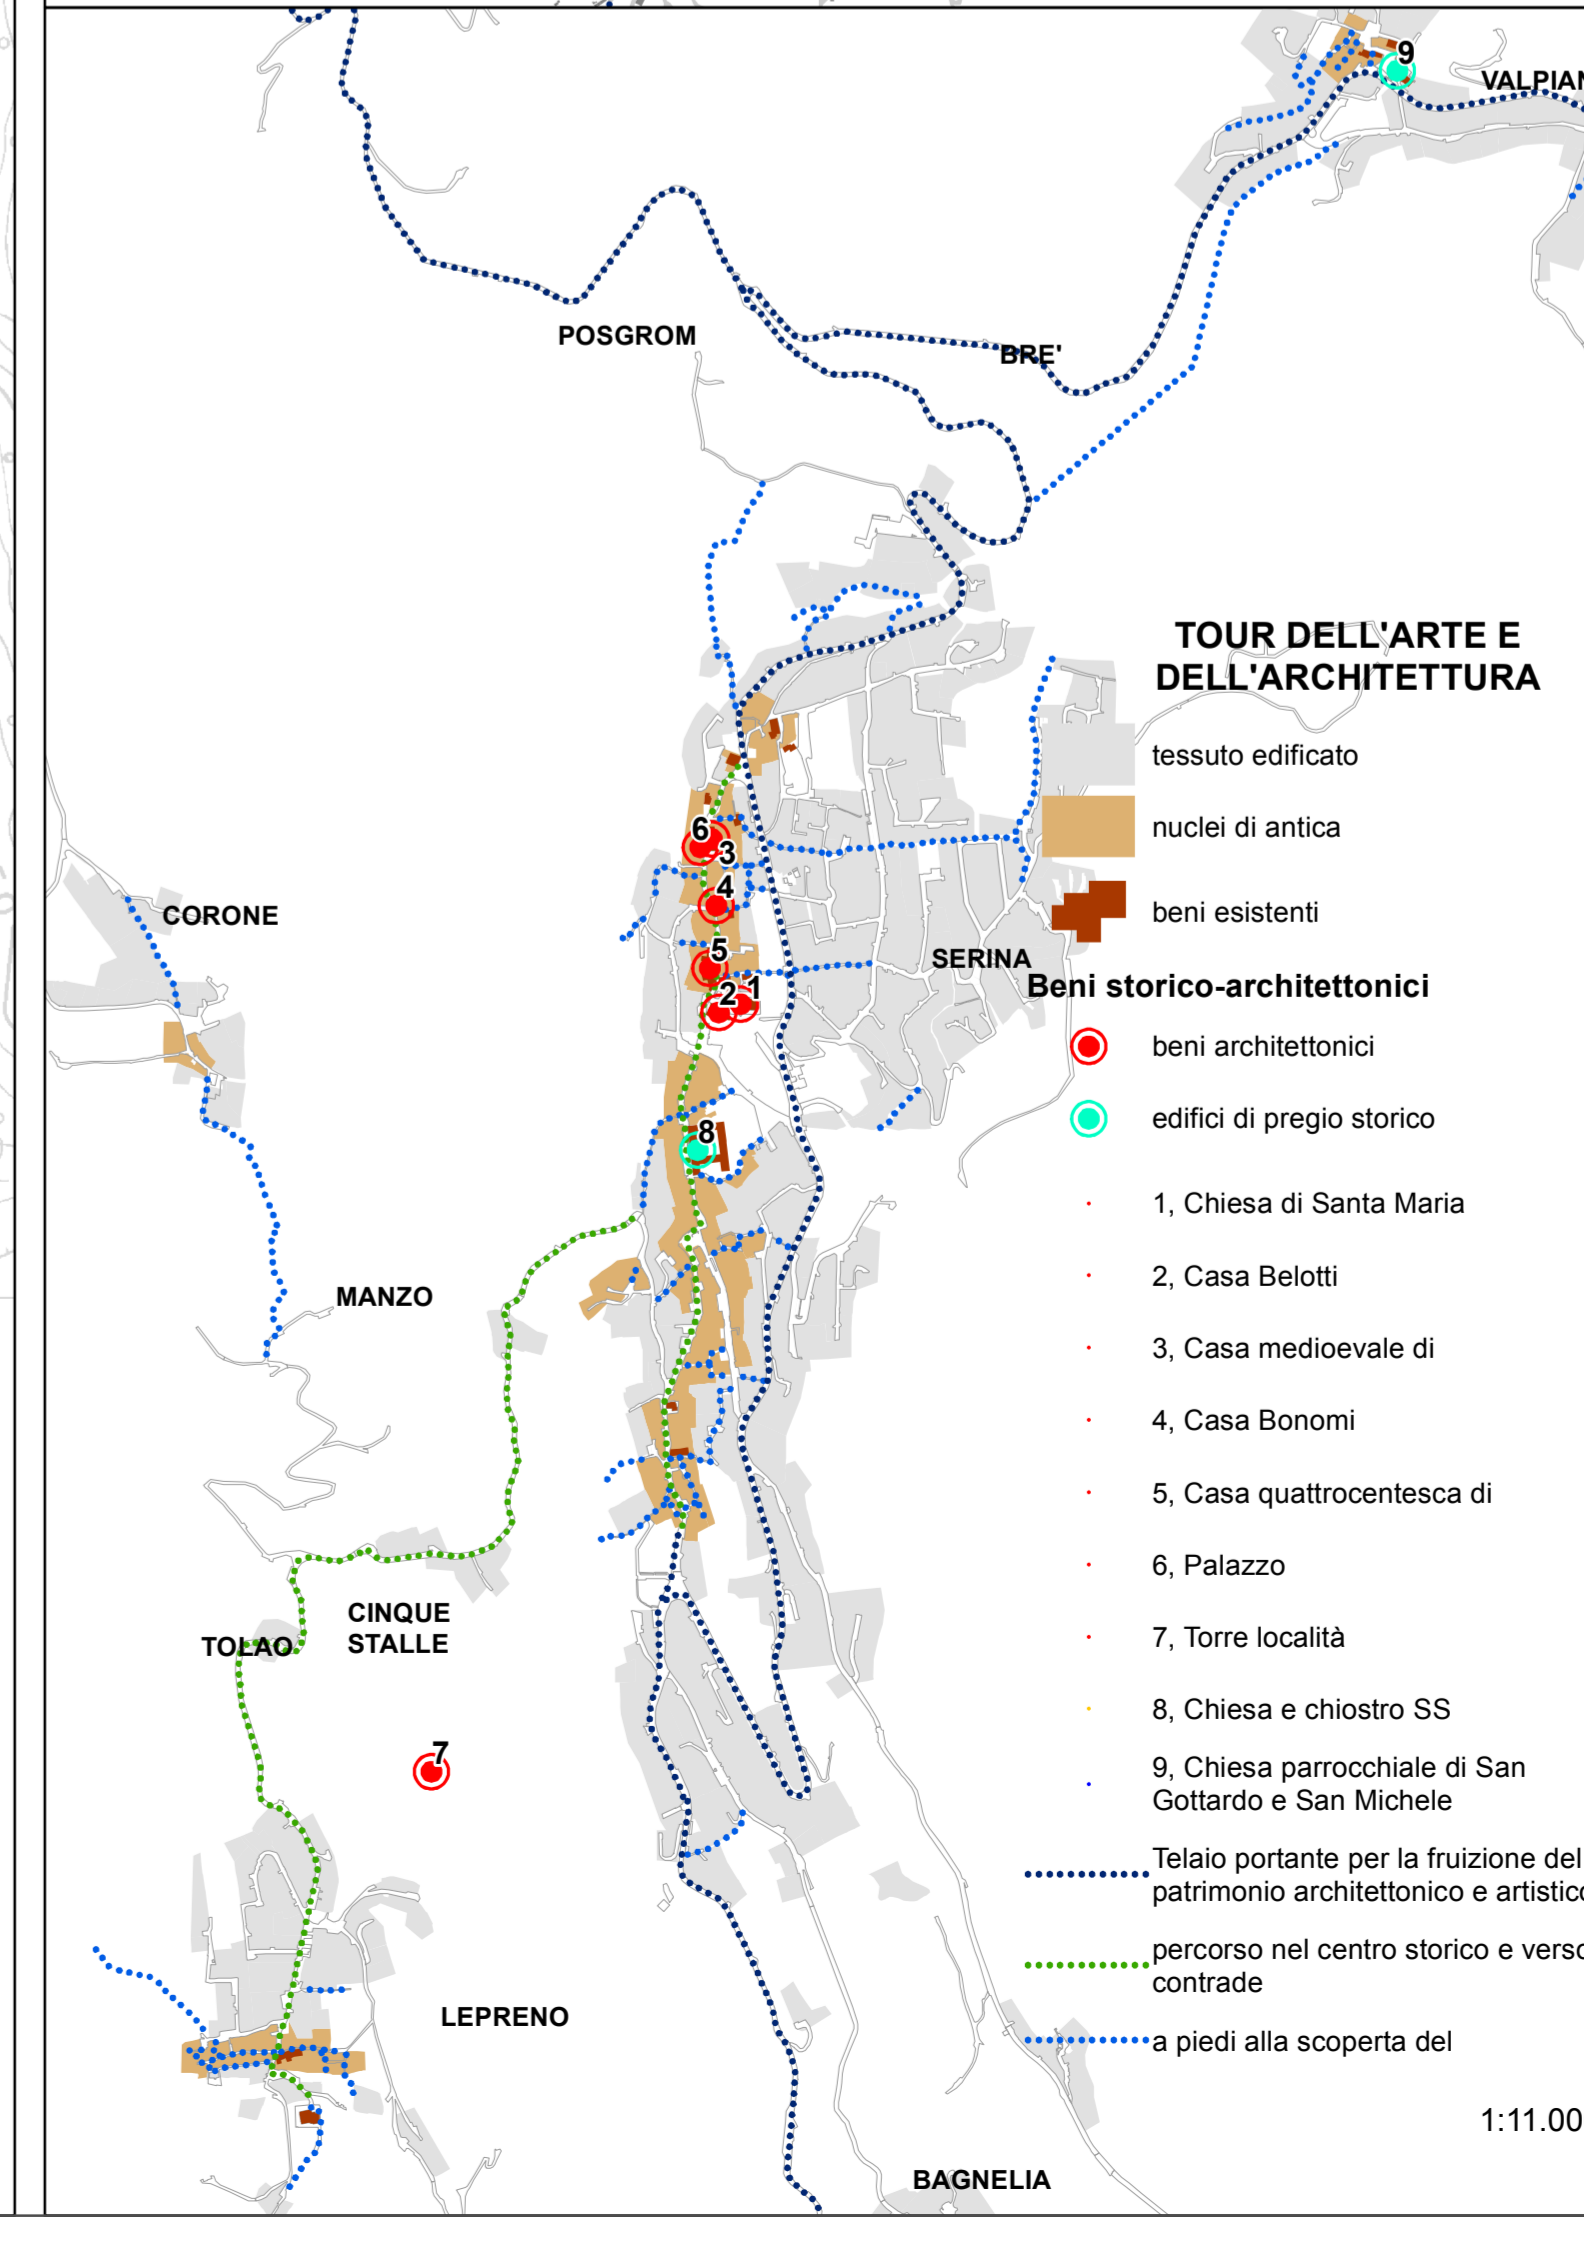 9
VALPIAN
POSGROM
BRE'
TOUR DELL'ARTE E
DELL'ARCHITETTURA
tessuto edificato
nuclei di antica
6
3
4
CORONE
beni esistenti
5
SERINA
2
1
Beni storico-architettonici
beni architettonici
8
edifici di pregio storico
1, Chiesa di Santa Maria
2, Casa Belotti
MANZO
3, Casa medioevale di
4, Casa Bonomi
5, Casa quattrocentesca di
6, Palazzo
CINQUE
STALLE
TOLAO
7, Torre località
8, Chiesa e chiostro SS
7
9, Chiesa parrocchiale di San
Gottardo e San Michele
Telaio portante per la fruizione del
patrimonio architettonico e artistico
percorso nel centro storico e verso
contrade
LEPRENO
a piedi alla scoperta del
1:11.00
BAGNELIA